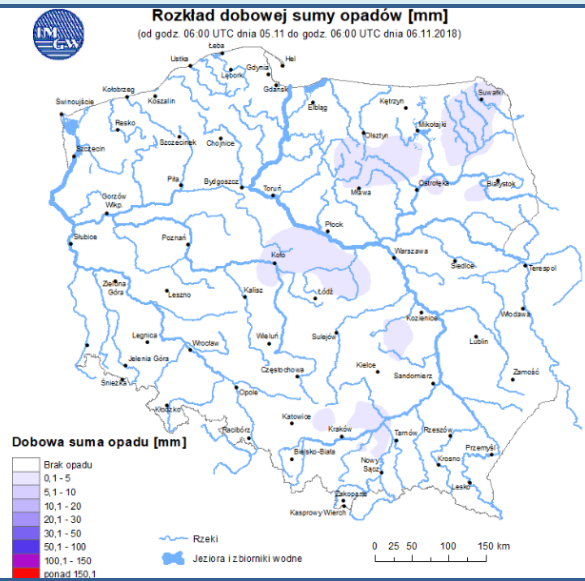 Rozkład dobowej sumy opadów [mm]
(od godz. 06:00 UTC dnia 05.11 do godz. 06:00 UTC dnia 06.11.2018)
IM
GW
Łeba
Ustka
Lębork
Gdynia
Hel
Gdańsk
Kołobrzeg
Koszalin
Świnoujście
Elbląg
Kętrzyn
Suwałki
Resko
Szczecinek
Chojnice
Olsztyn
Mikołajki
Szczecin
Piła
Bydgoszcz
Toruń
Mława
Ostrołęka
Białystok
Gorzów
Wlkp.
Płock
Słubice
Poznań
Koło
Warszawa
Siedlce
Terespol
Zielona
Góra
Leszno
Kalisz
Łódź
Kozienice
Włodawa
Legnica
Wrocław
Wieluń
Sulejów
Lublin
Jelenia Góra
Śnieżka
Częstochowa
Kielce
Sandomierz
Zamość
Kłodzko
Opole
Racibórz
Katowice
Kraków
Tarnów
Rzeszów
Przemyśl
Bielsko-Biała
Nowy
Sącz
Krosno
Lesko
Zakopane
Kasprowy Wierch
Dobowa suma opadu [mm]
Brak opadu
0,1 - 5
5,1 - 10
10,1 - 20
20,1 - 30
30,1 - 50
50,1 - 100
100,1 - 150
ponad 150,1
Rzeki
Jeziora i zbiorniki wodne
0 25 50 100 150 km